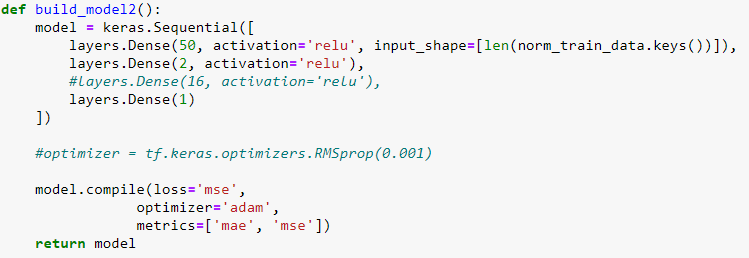 def build_model2():
    model = keras.Sequential([
        layers.Dense(50, activation='relu', input_shape=[len(norm_train_data.keys())]),
        layers.Dense(2, activation='relu'),
        #layers.Dense(16, activation='relu'),
        layers.Dense(1)
    ])
    #optimizer = tf.keras.optimizers.RMSprop(0.001)
    model.compile(loss='mse',
                optimizer='adam',
                metrics=['mae', 'mse'])
    return model